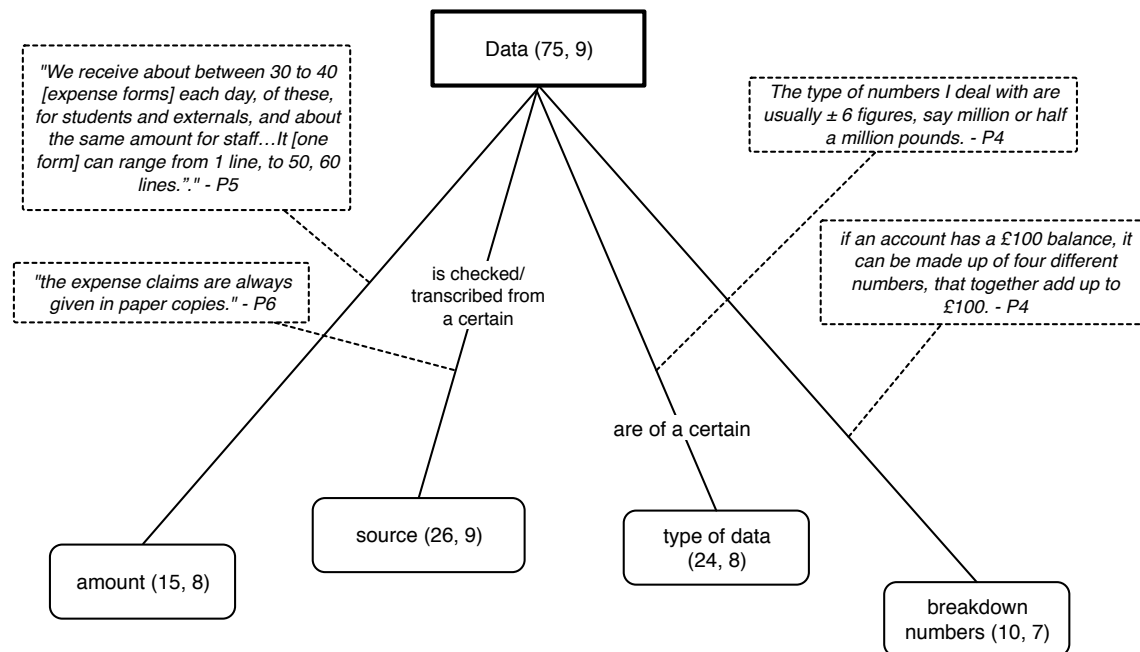 Data (75, 9)
"We receive about between 30 to 40
[expense forms] each day, of these,
for students and externals, and about
the same amount for staff…It [one
form] can range from 1 line, to 50, 60
lines.”." - P5
The type of numbers I deal with are
usually ± 6 figures, say million or half
a million pounds. - P4
if an account has a £100 balance, it
can be made up of four different
numbers, that together add up to
£100. - P4
"the expense claims are always
given in paper copies." - P6
is checked/
transcribed from
a certain
are of a certain
amount (15, 8)
source (26, 9)
type of data
(24, 8)
breakdown
numbers (10, 7)